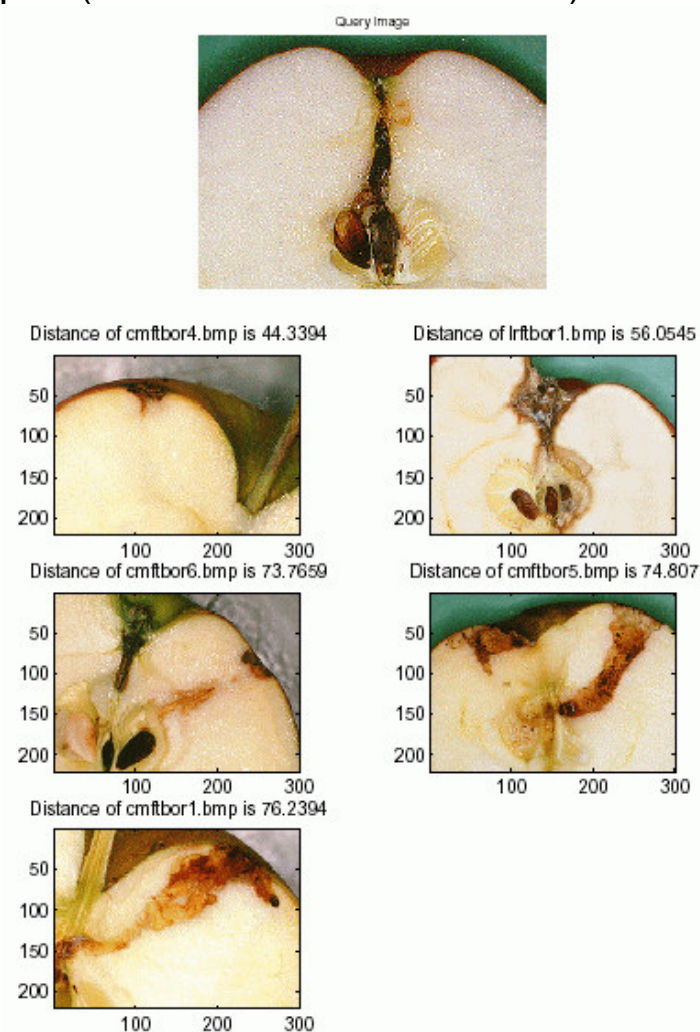 Query Image
Distance of cmftbor4.bmp is 44.3394
Distance of lrftbor1.bmp is 56.0545
50
100
150
200
100 200 300
50
100
150
200
100 200 300
Distance of cmftbor6.bmp is 73.7659
Distance of cmftbor5.bmp is 74.807
50
100
150
200
100 200 300
50
100
150
200
100 200 300
Distance of cmftbor1.bmp is 76.2394
50
100
150
200
100 200 300